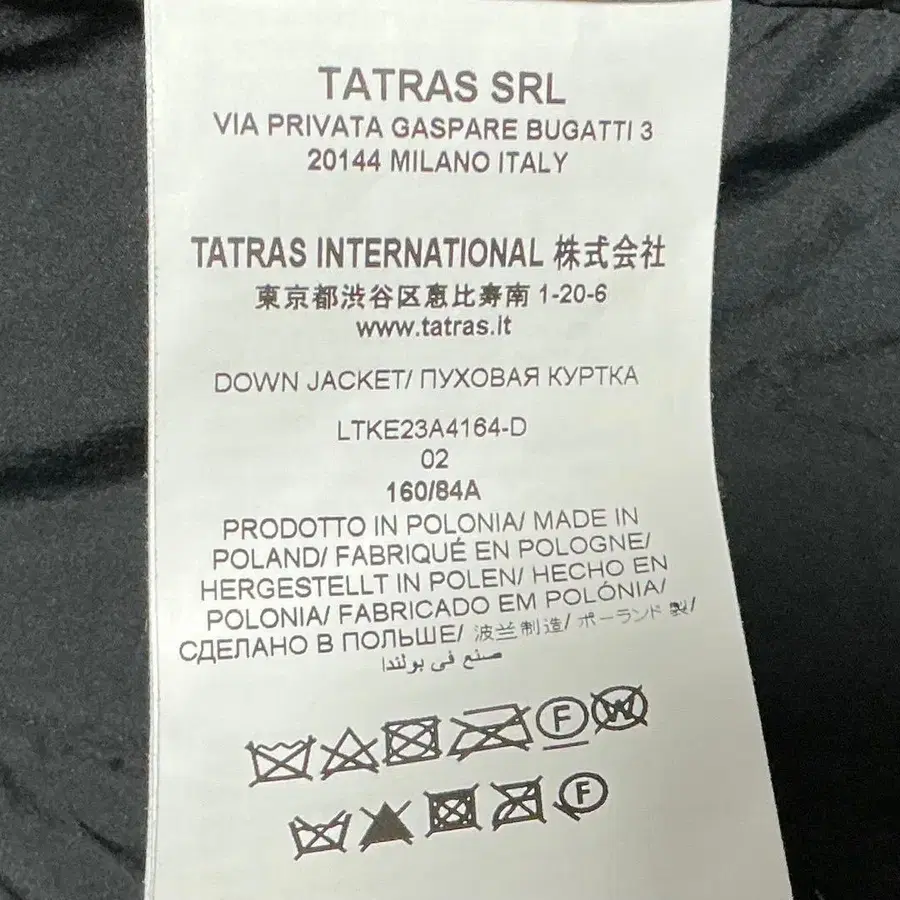 TATRAS SRL
VIA PRIVATA GASPARE BUGATTI 3
20144 MILANO ITALY
TATRAS INTERNATIONAL 株式会社
東京都渋谷区恵比寿南 1-20-6
www.tatras.it
DOWN JACKET/ ПУХОВАЯ КУРТКА
LTKE23A4164-D
02
160/84A
PRODOTTO IN POLONIA/ MADE IN
POLAND/ FABRIQUÉ EN POLOGNE/
HERGESTELLT IN POLEN/ HECHO EN
POLONIA/ FABRICADO EM POLÓNIA/
СДЕЛАНО В ПОЛЬШЕ/ 波兰制造/ ポーランド 製/
صنع في بولندا
F W
F